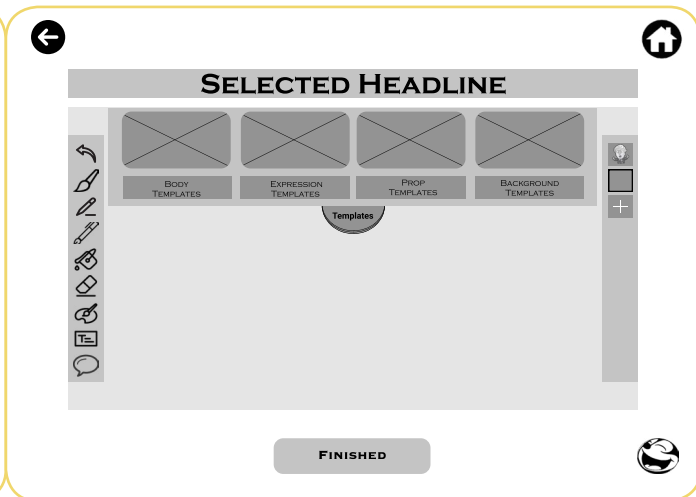 SELECTED HEADLINE
BODY
TEMPLATES
EXPRESSION
TEMPLATES
PROP
TEMPLATES
BACKGROUND
TEMPLATES
Templates
FINISHED